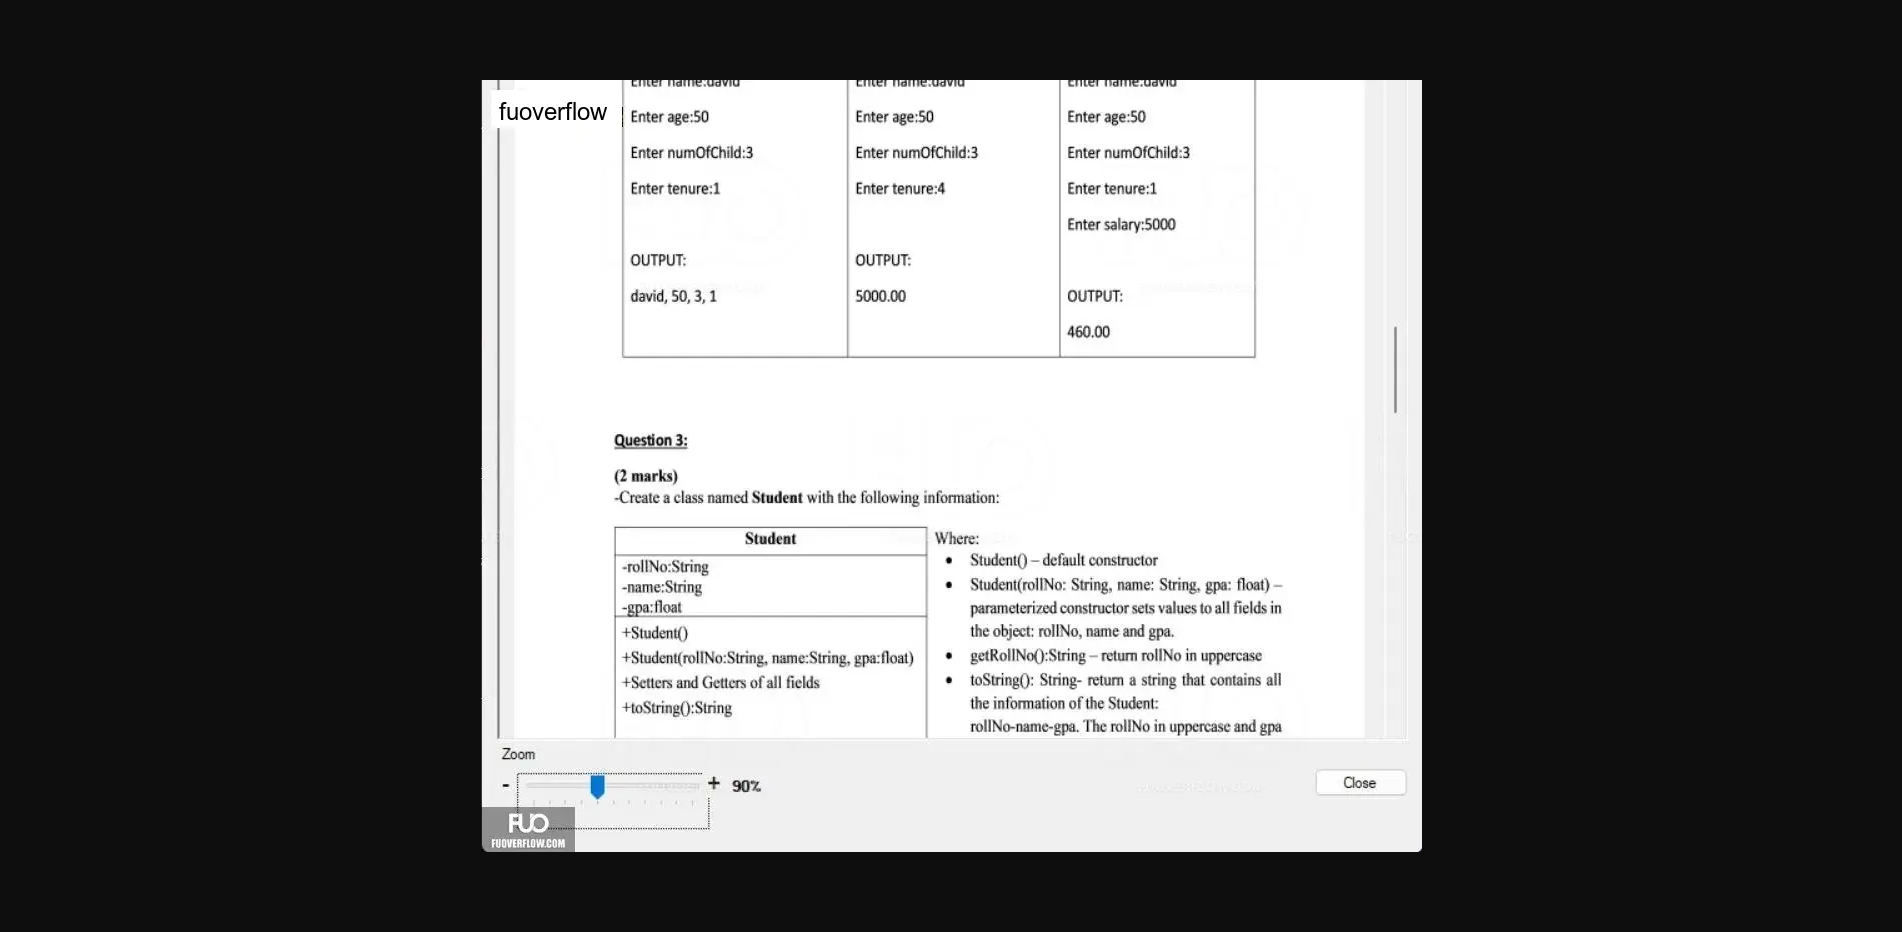 Enter name:david
Enter name:david
Enter name:david
fuoverflow
Enter age:50
Enter age:50
Enter age:50
Enter numOfChild:3
Enter numOfChild:3
Enter numOfChild:3
Enter tenure:1
Enter tenure:4
Enter tenure:1
Enter salary:5000
OUTPUT:
OUTPUT:
david, 50, 3, 1
5000.00
OUTPUT:
460.00
Question 3:
(2 marks)
-Create a class named Student with the following information:
Student
-rollNo:String
-name:String
-gpa:float
+Student()
+Student(rollNo:String, name:String, gpa:float)
+Setters and Getters of all fields
+toString():String
Where:
• Student() – default constructor
• Student(rollNo: String, name: String, gpa: float) –
parameterized constructor sets values to all fields in
the object: rollNo, name and gpa.
• getRollNo():String – return rollNo in uppercase
• toString(): String- return a string that contains all
the information of the Student:
rollNo-name-gpa. The rollNo in uppercase and gpa
Zoom
- + 90%
Close
FUO
FUOVERFLOW.COM